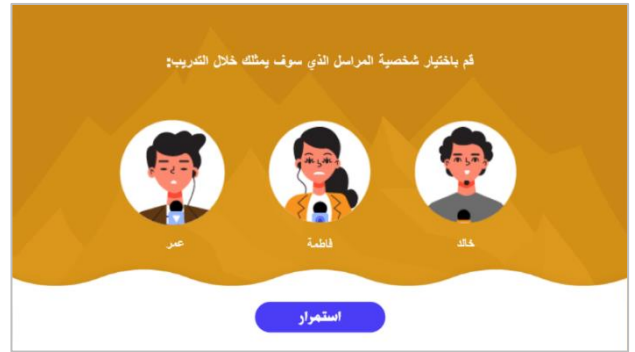 قم باختيار شخصية المراسل الذي سوف يمثلك خلال التدريب:
خالد
فاطمة
عمر
استمرار